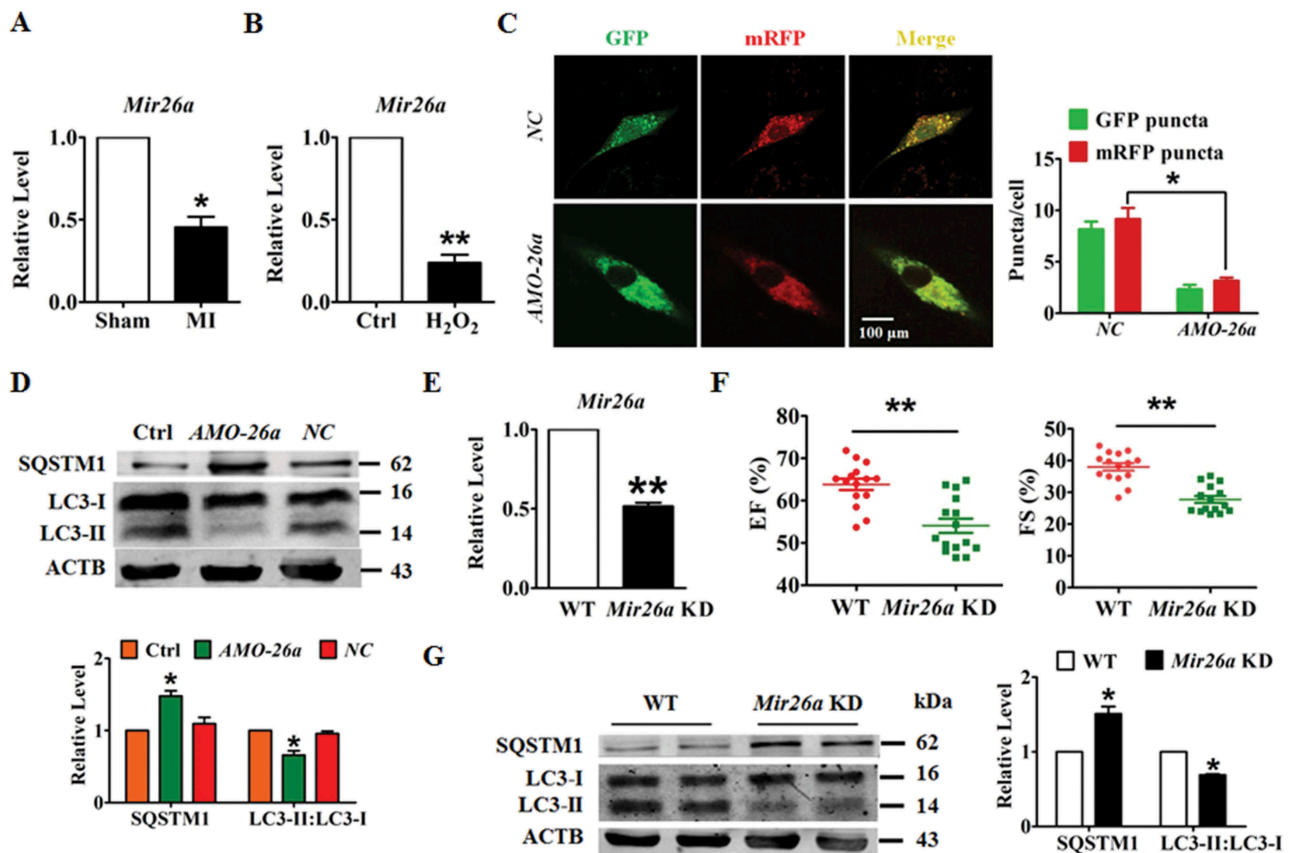 A
Mir26a
Relative Level
1.0
0.5
0.0
*
Sham MI
B
Mir26a
Relative Level
1.0
0.5
0.0
**
Ctrl H₂O₂
C
GFP mRFP Merge
NC
AMO-26a
100 μm
GFP puncta
mRFP puncta
Puncta/cell
15
10
5
0
*
NC AMO-26a
D
Ctrl AMO-26a NC
SQSTM1 62
LC3-I 16
LC3-II 14
ACTB 43
Ctrl AMO-26a NC
Relative Level
2
1
0
* *
SQSTM1 LC3-II:LC3-I
E
Mir26a
Relative Level
1.0
0.5
0.0
**
WT Mir26a KD
F
**
EF (%)
80
70
60
50
40
WT Mir26a KD
**
FS (%)
50
40
30
20
10
0
WT Mir26a KD
G
WT Mir26a KD kDa
SQSTM1 62
LC3-I 16
LC3-II 14
ACTB 43
WT Mir26a KD
Relative Level
2
1
0
* *
SQSTM1 LC3-II:LC3-I